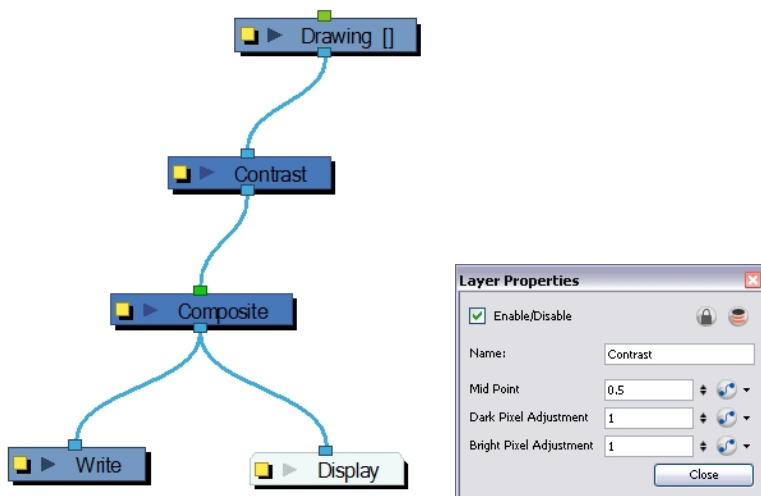 Drawing []
Contrast
Composite
Write
Display
Layer Properties
Enable/Disable
Name: Contrast
Mid Point 0.5
Dark Pixel Adjustment 1
Bright Pixel Adjustment 1
Close